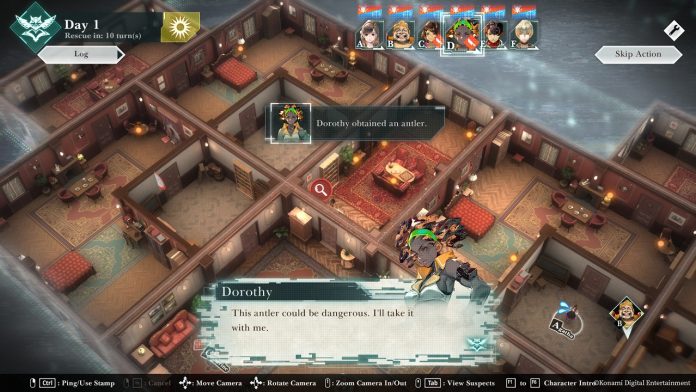 Day 1
Rescue in: 10 turn(s)
Log
A
B
C
D
E
F
Skip Action
Dorothy obtained an antler.
Dorothy
This antler could be dangerous. I'll take it
with me.
B
Ctrl : Ping/Use Stamp
: Cancel
: Move Camera
: Rotate Camera
: Zoom Camera In/Out
Tab : View Suspects
F1 to F6 Character Intro
©Konami Digital Entertainment